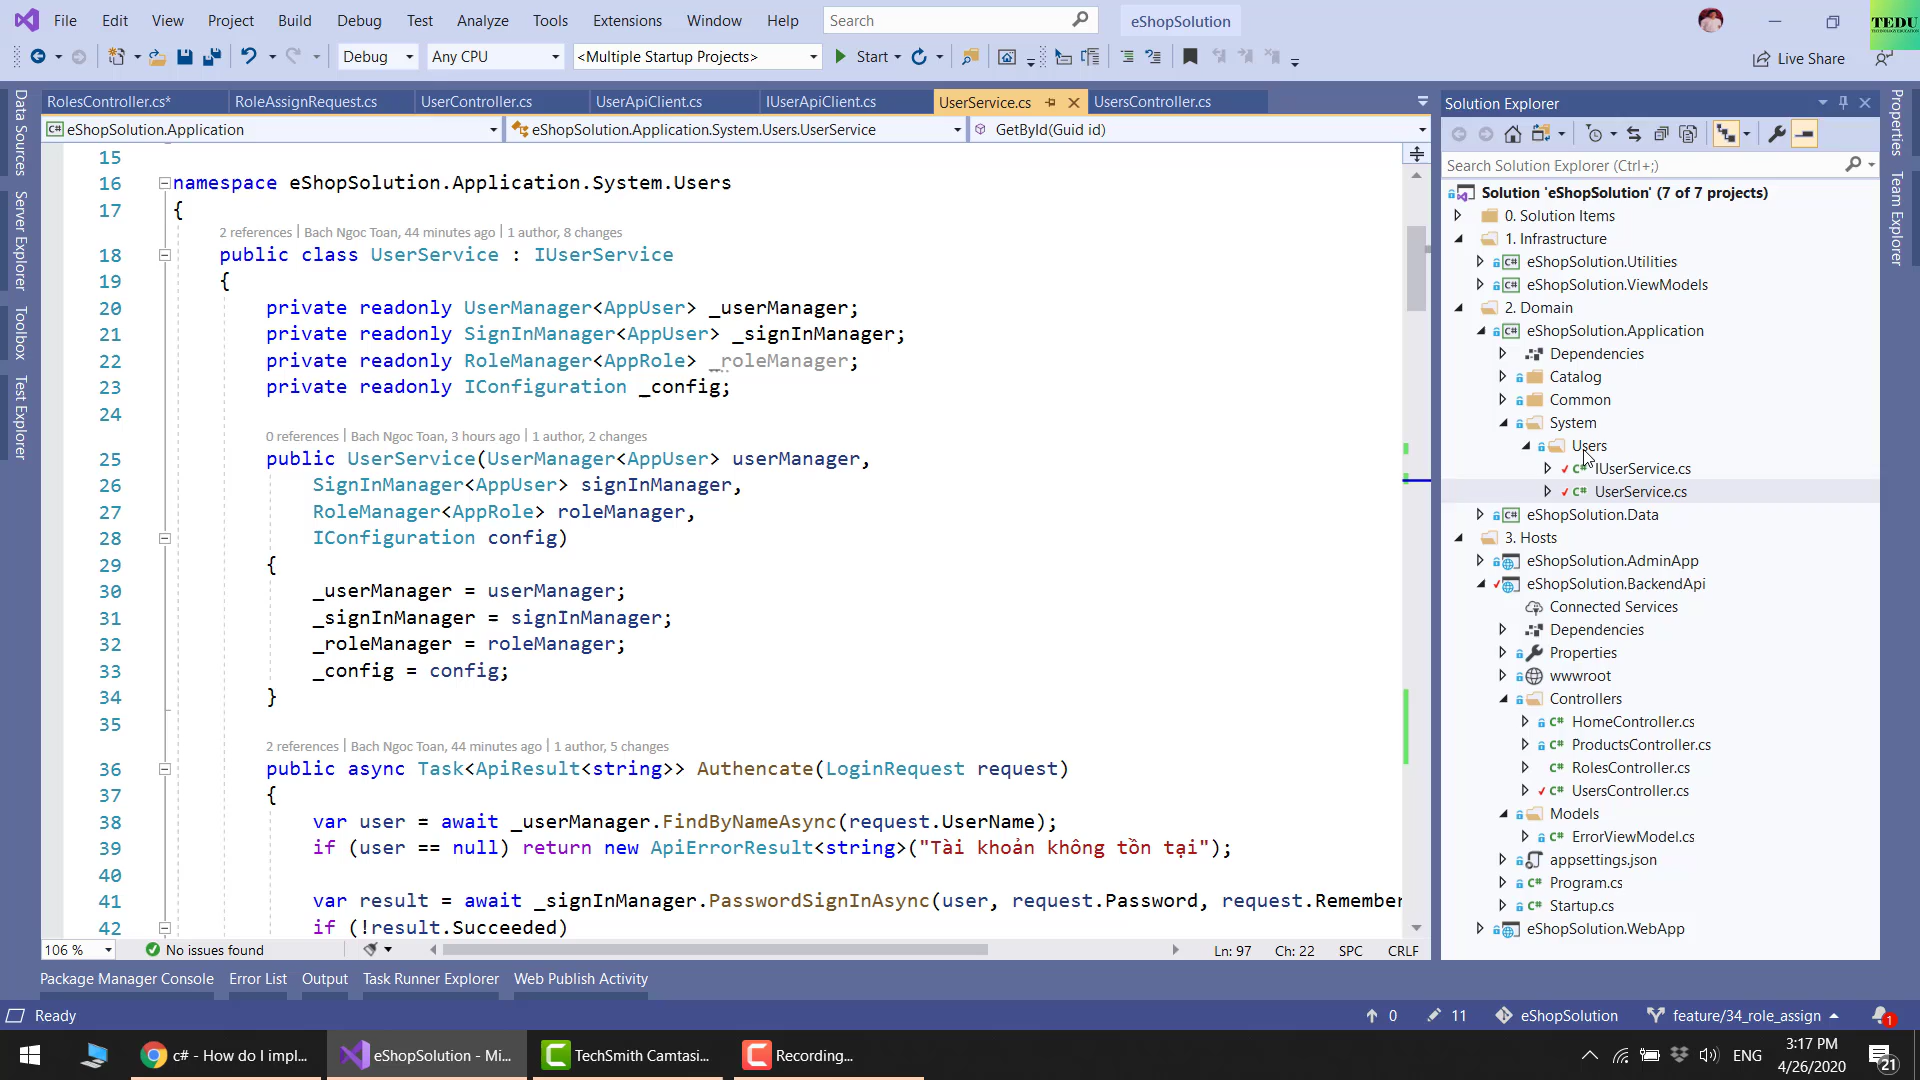 File Edit View Project Build Debug Test Analyze Tools Extensions Window Help Search eShopSolution
TEDU
Debug Any CPU <Multiple Startup Projects> Start Live Share
RolesController.cs* RoleAssignRequest.cs UserController.cs UserApiClient.cs IUserApiClient.cs UserService.cs UsersController.cs
eShopSolution.Application eShopSolution.Application.System.Users.UserService GetById(Guid id)
Data Sources
Server Explorer
Toolbox
Test Explorer
15
16 namespace eShopSolution.Application.System.Users
17 {
2 references | Bach Ngoc Toan, 44 minutes ago | 1 author, 8 changes
18 public class UserService : IUserService
19 {
20 private readonly UserManager<AppUser> _userManager;
21 private readonly SignInManager<AppUser> _signInManager;
22 private readonly RoleManager<AppRole> _roleManager;
23 private readonly IConfiguration _config;
24
0 references | Bach Ngoc Toan, 3 hours ago | 1 author, 2 changes
25 public UserService(UserManager<AppUser> userManager,
26 SignInManager<AppUser> signInManager,
27 RoleManager<AppRole> roleManager,
28 IConfiguration config)
29 {
30 _userManager = userManager;
31 _signInManager = signInManager;
32 _roleManager = roleManager;
33 _config = config;
34 }
35
2 references | Bach Ngoc Toan, 44 minutes ago | 1 author, 5 changes
36 public async Task<ApiResult<string>> Authencate(LoginRequest request)
37 {
38 var user = await _userManager.FindByNameAsync(request.UserName);
39 if (user == null) return new ApiErrorResult<string>("Tài khoản không tồn tại");
40
41 var result = await _signInManager.PasswordSignInAsync(user, request.Password, request.Remember
42 if (!result.Succeeded)
106 % No issues found Ln: 97 Ch: 22 SPC CRLF
Solution Explorer
Search Solution Explorer (Ctrl+;)
Solution 'eShopSolution' (7 of 7 projects)
0. Solution Items
1. Infrastructure
eShopSolution.Utilities
eShopSolution.ViewModels
2. Domain
eShopSolution.Application
Dependencies
Catalog
Common
System
Users
IUserService.cs
UserService.cs
eShopSolution.Data
3. Hosts
eShopSolution.AdminApp
eShopSolution.BackendApi
Connected Services
Dependencies
Properties
wwwroot
Controllers
HomeController.cs
ProductsController.cs
RolesController.cs
UsersController.cs
Models
ErrorViewModel.cs
appsettings.json
Program.cs
Startup.cs
eShopSolution.WebApp
Properties
Team Explorer
Package Manager Console Error List Output Task Runner Explorer Web Publish Activity
Ready 0 11 eShopSolution feature/34_role_assign 1
c# - How do I impl... eShopSolution - Mi... TechSmith Camtasi... Recording... ENG 3:17 PM
4/26/2020 21